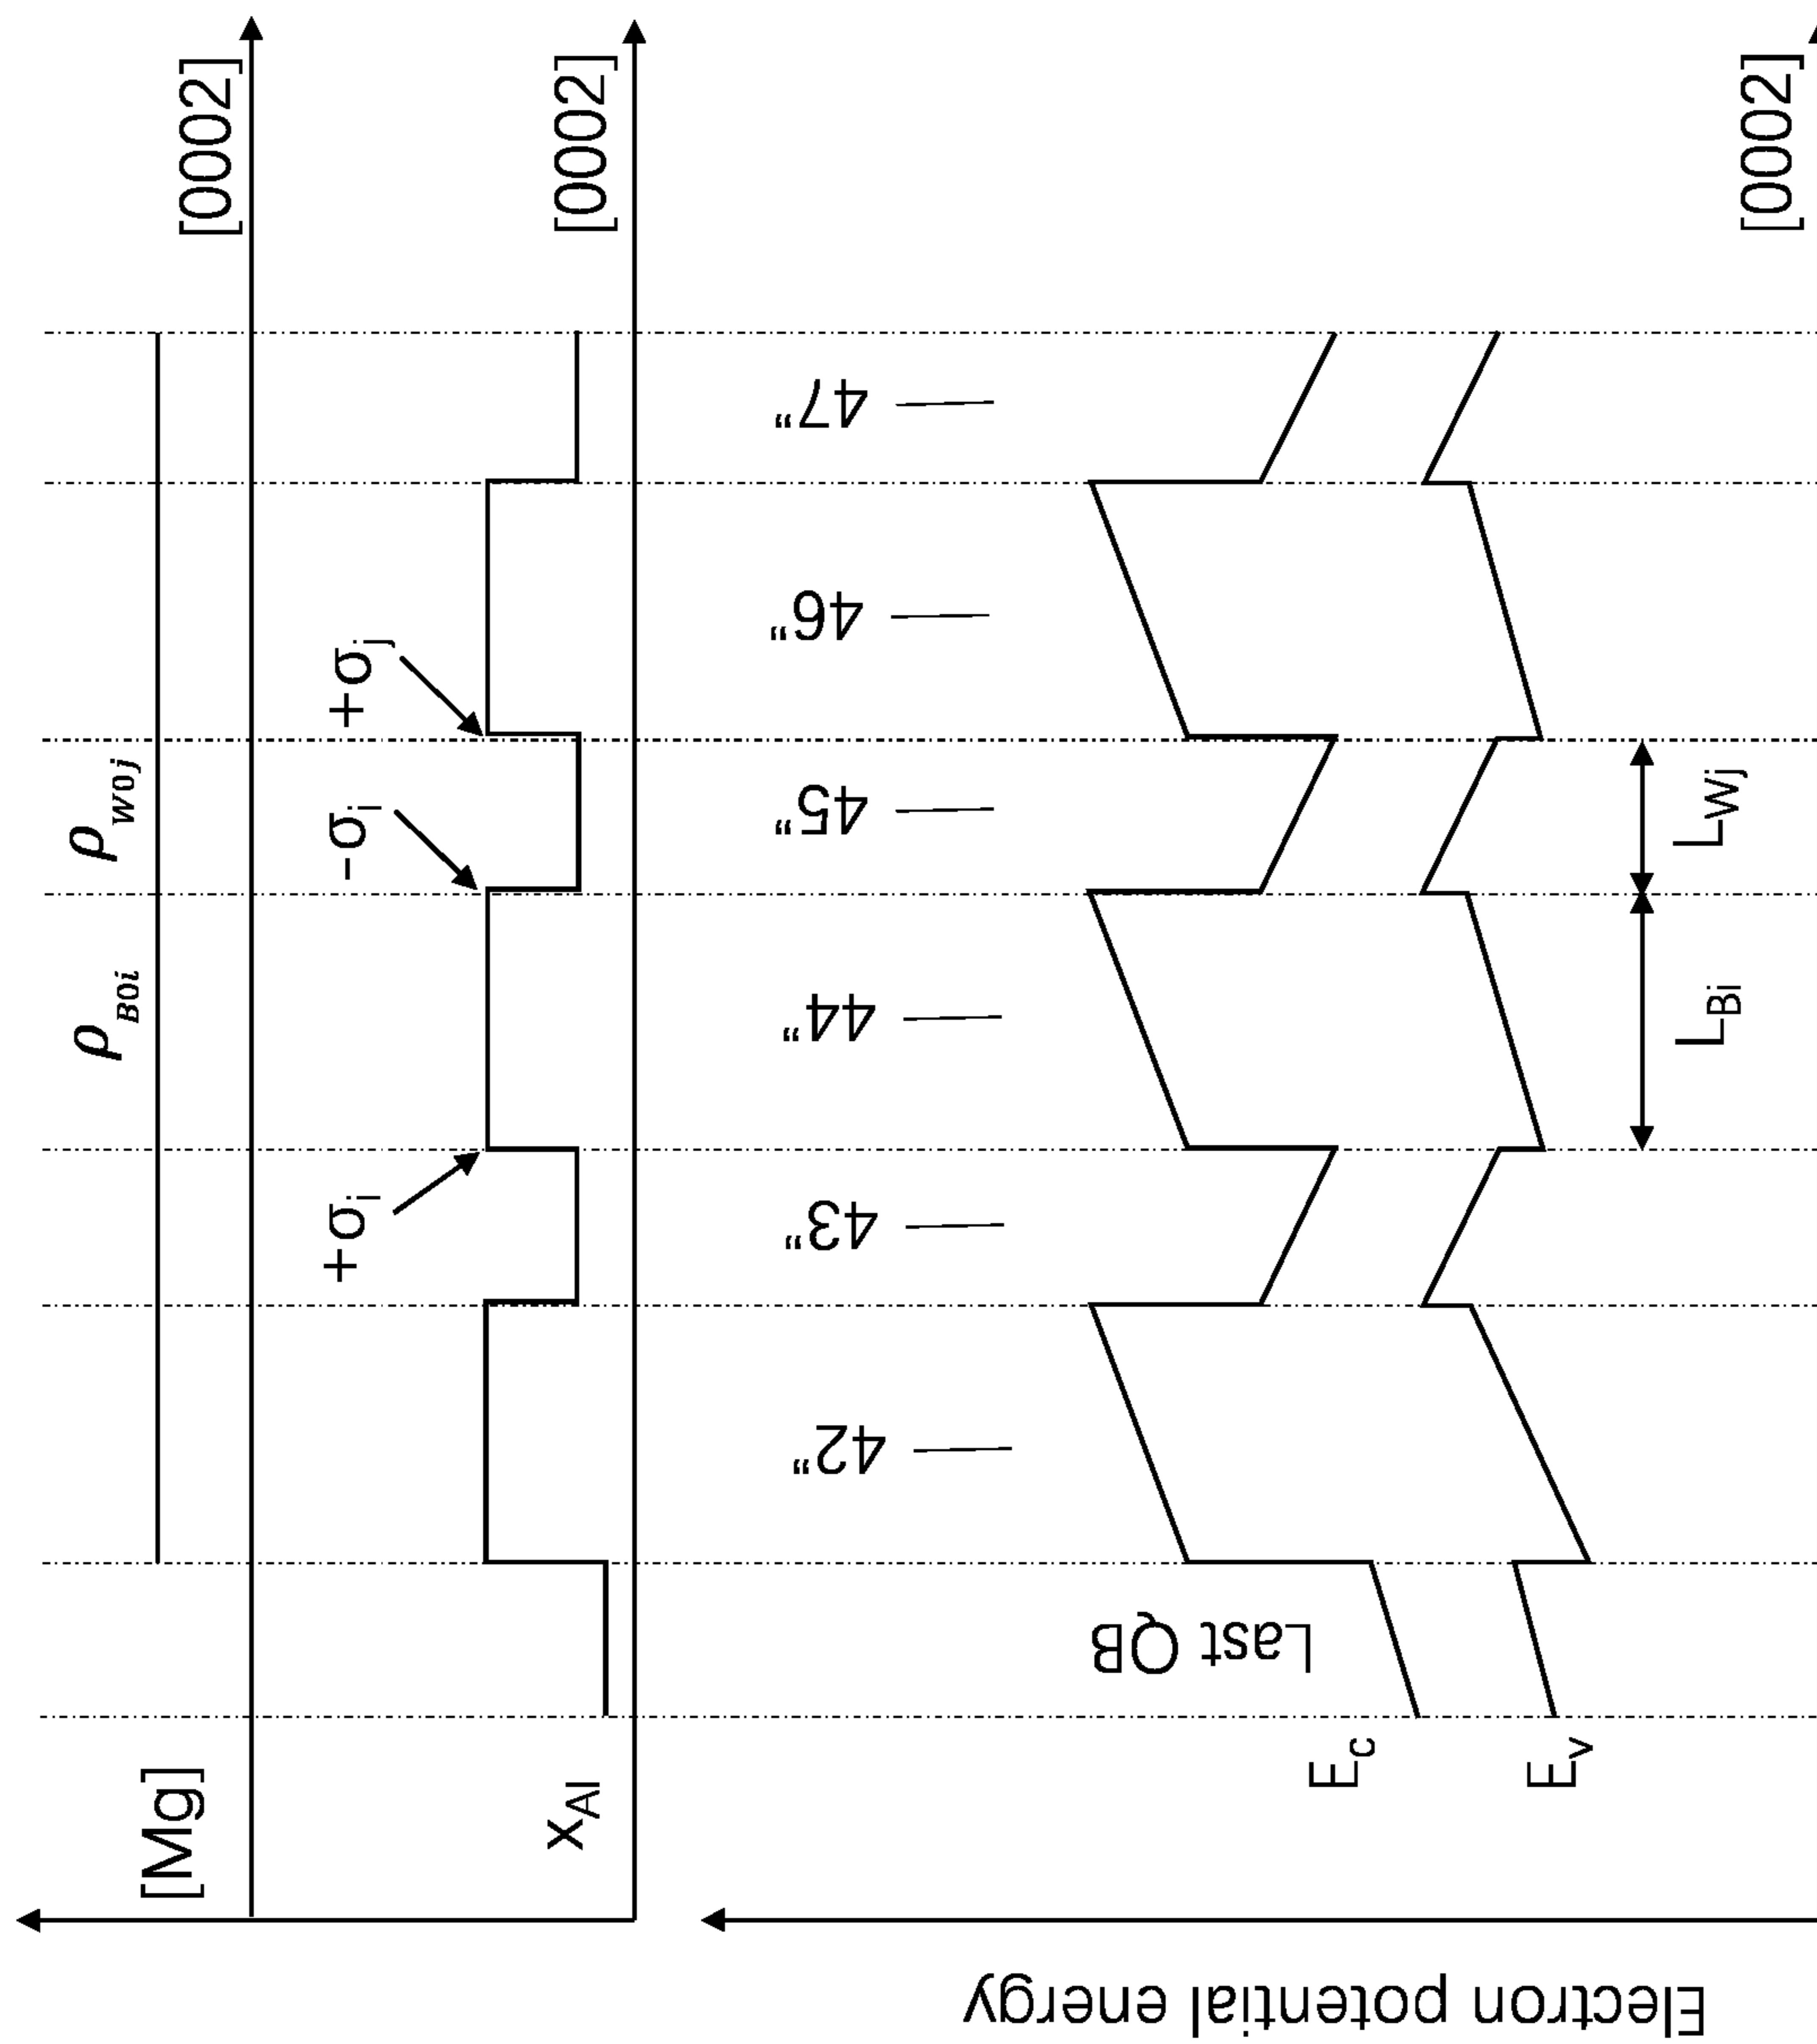 [Mg]
ρB0i
ρW0j
[0002]
xAl
+σi
-σi
+σj
[0002]
Last QB
42”
43”
44”
45”
46”
47”
Ec
Ev
LBi
LWj
[0002]
Electron potential energy